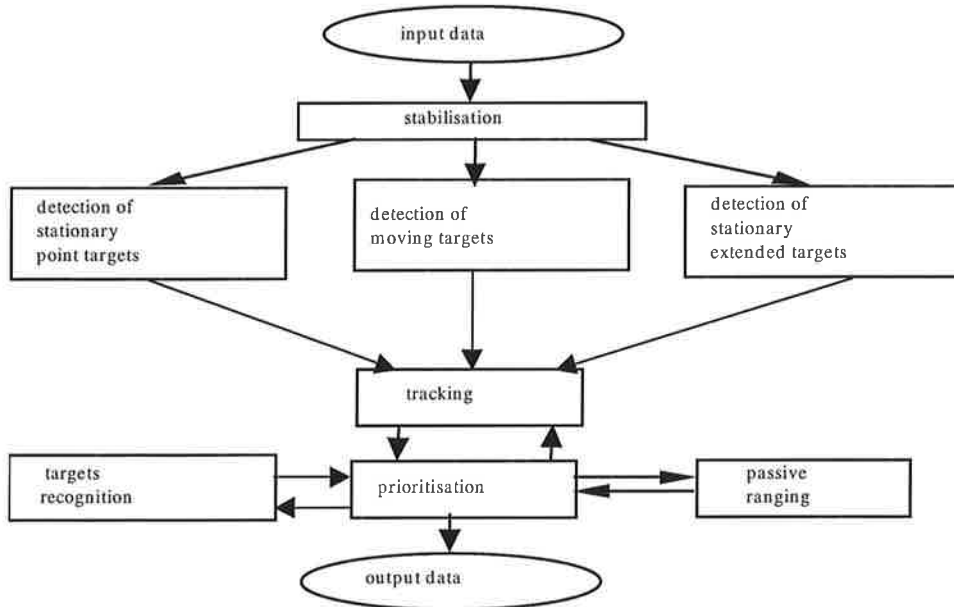 input data
stabilisation
detection of
stationary
point targets
detection of
moving targets
detection of
stationary
extended targets
tracking
targets
recognition
prioritisation
passive
ranging
output data